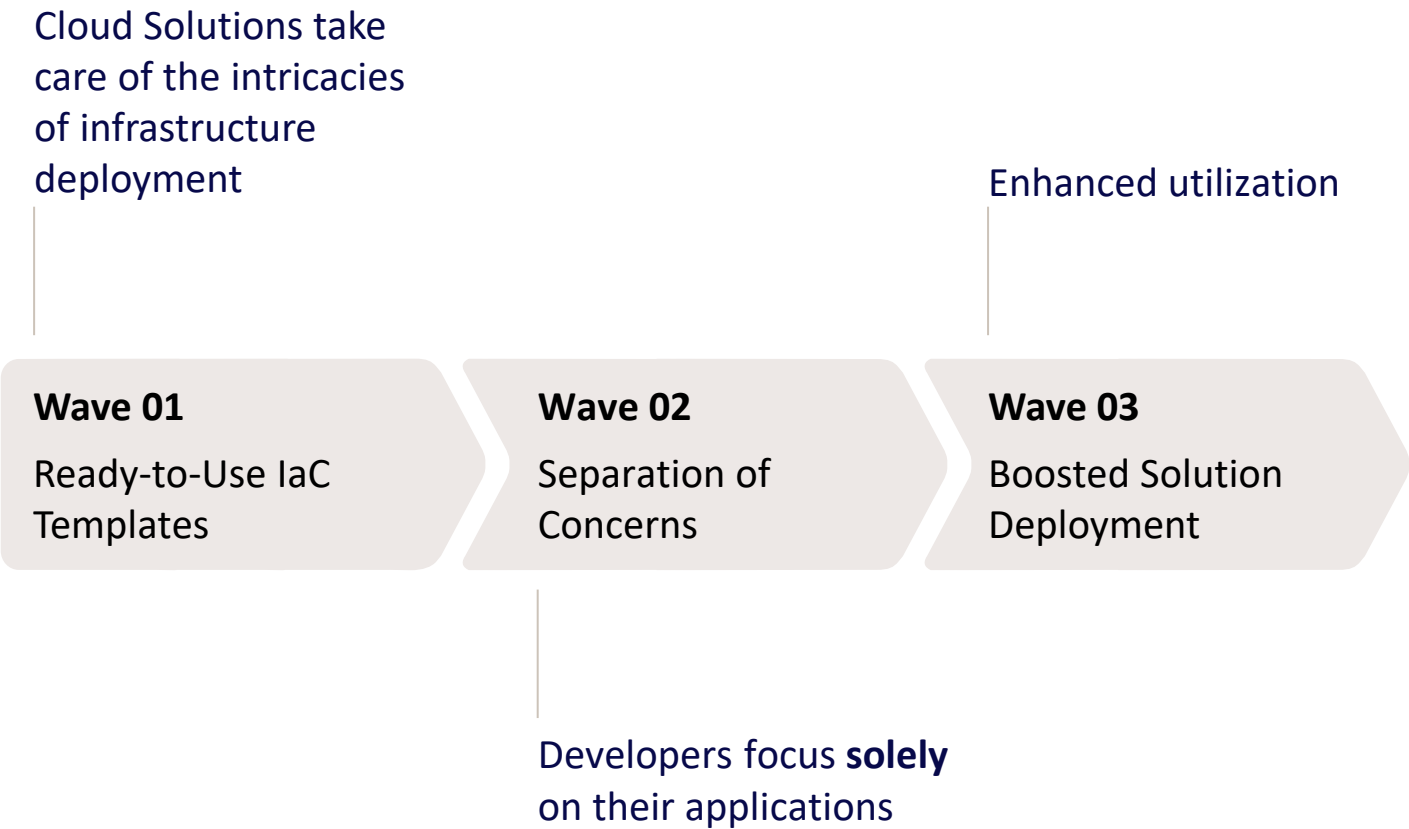 Cloud Solutions take
care of the intricacies
of infrastructure
deployment
Enhanced utilization
Wave 01
Ready-to-Use IaC
Templates
Wave 02
Separation of
Concerns
Wave 03
Boosted Solution
Deployment
Developers focus solely
on their applications